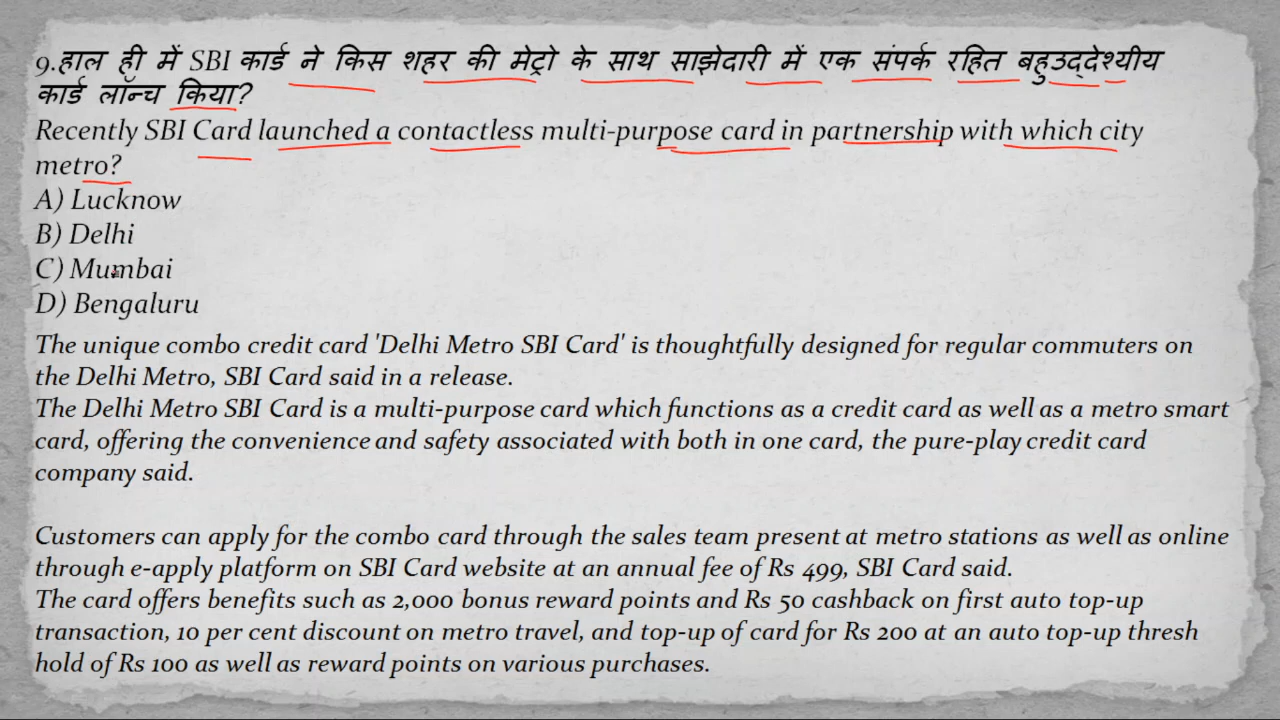 9.हाल ही में SBI कार्ड ने किस शहर की मेट्रो के साथ साझेदारी में एक संपर्क रहित बहुउद्देश्यीय
कार्ड लॉन्च किया?
Recently SBI Card launched a contactless multi-purpose card in partnership with which city
metro?
A) Lucknow
B) Delhi
C) Mumbai
D) Bengaluru
The unique combo credit card 'Delhi Metro SBI Card' is thoughtfully designed for regular commuters on
the Delhi Metro, SBI Card said in a release.
The Delhi Metro SBI Card is a multi-purpose card which functions as a credit card as well as a metro smart
card, offering the convenience and safety associated with both in one card, the pure-play credit card
company said.
Customers can apply for the combo card through the sales team present at metro stations as well as online
through e-apply platform on SBI Card website at an annual fee of Rs 499, SBI Card said.
The card offers benefits such as 2,000 bonus reward points and Rs 50 cashback on first auto top-up
transaction, 10 per cent discount on metro travel, and top-up of card for Rs 200 at an auto top-up thresh
hold of Rs 100 as well as reward points on various purchases.